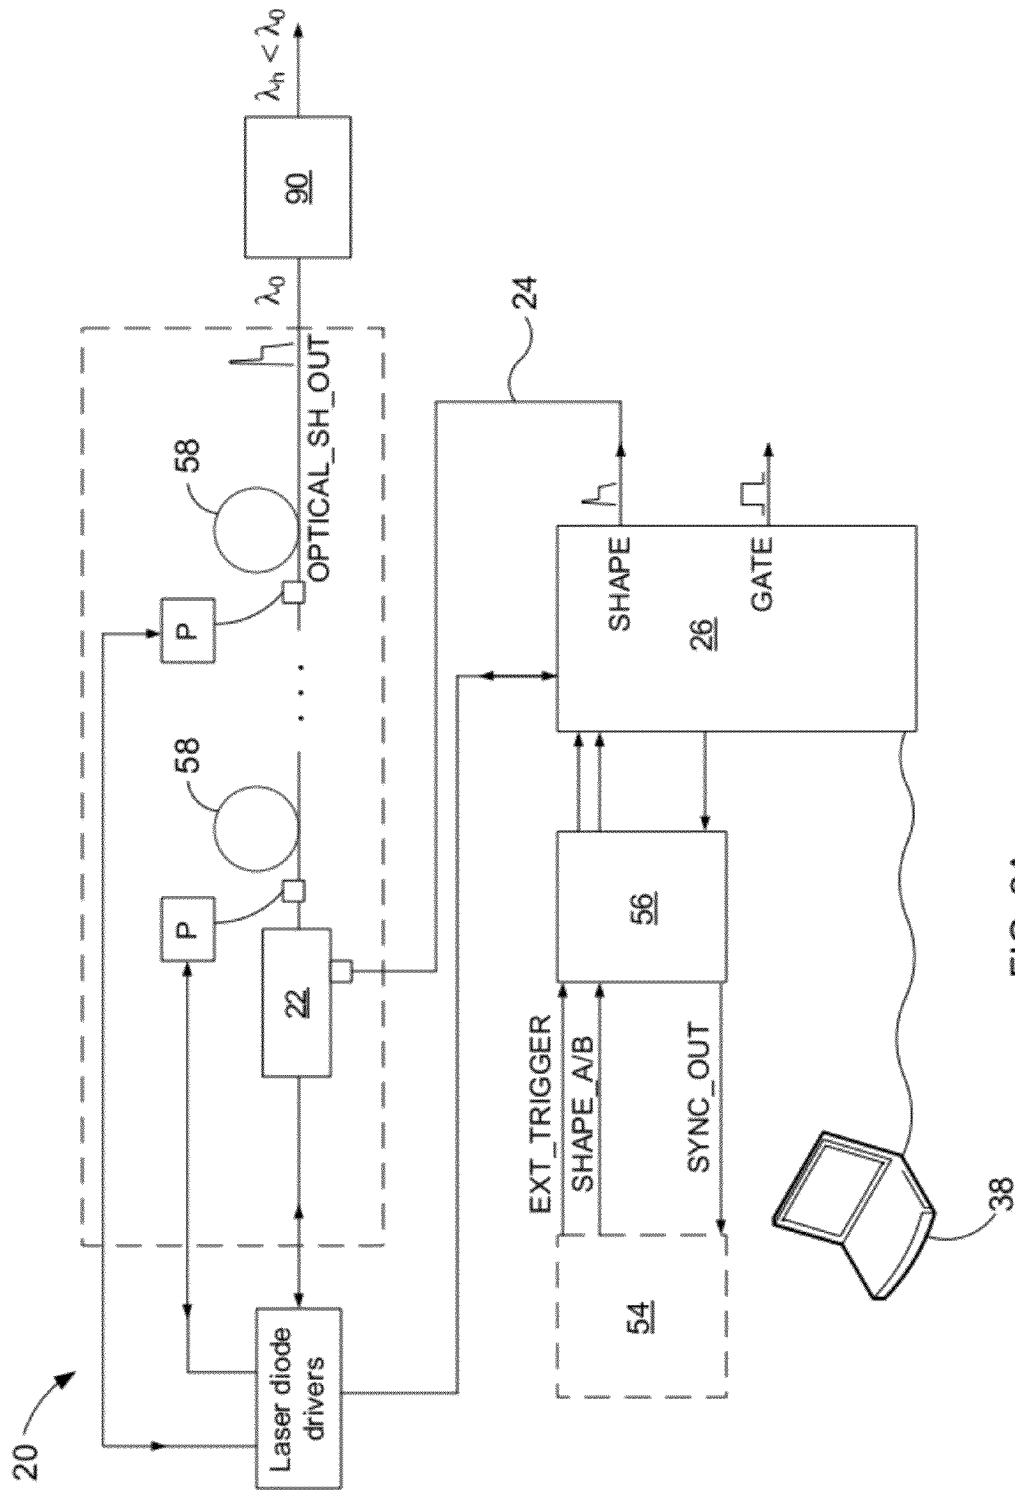 20
Laser diode
drivers
P
P
22
58
58
OPTICAL_SH_OUT
λ0
90
λh < λ0
24
54
EXT_TRIGGER
SHAPE_A/B
SYNC_OUT
56
26
SHAPE
GATE
38